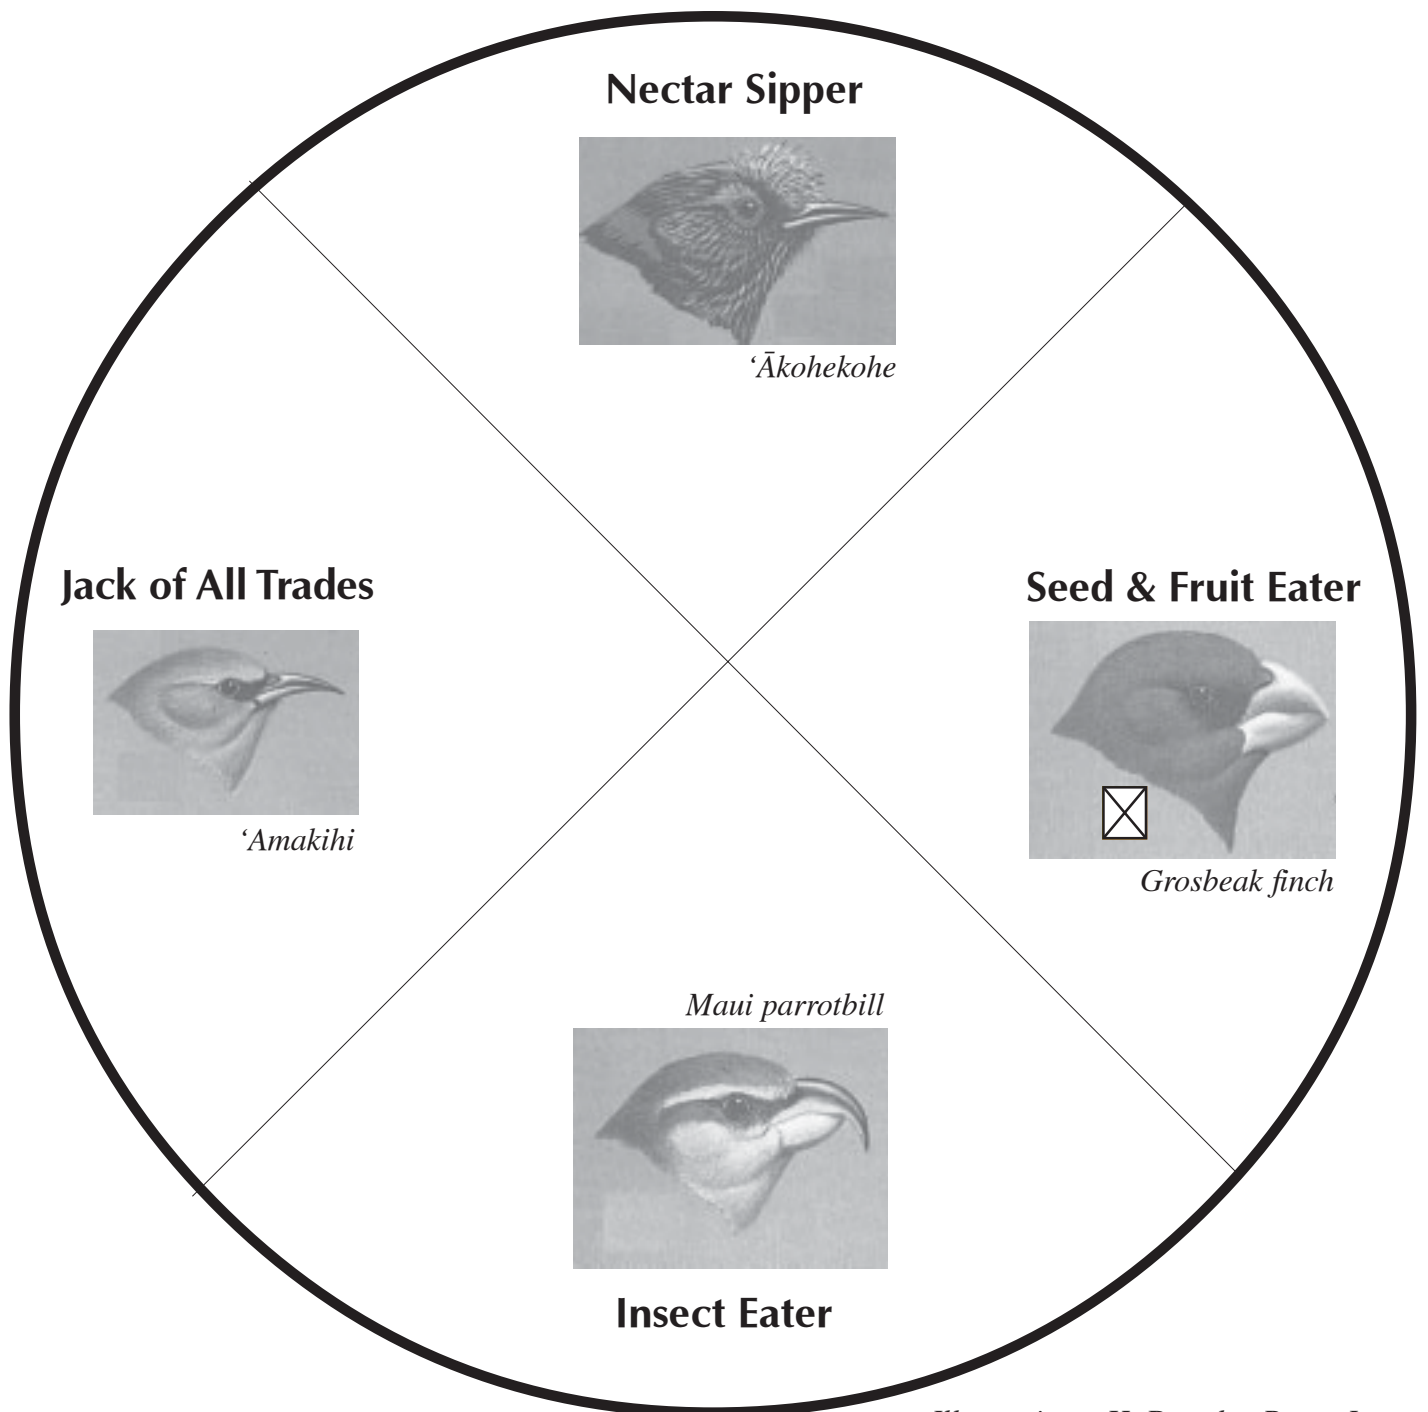 Nectar Sipper
‘Ākohekohe
Jack of All Trades
‘Amakihi
Seed & Fruit Eater
Grosbeak finch
Maui parrotbill
Insect Eater